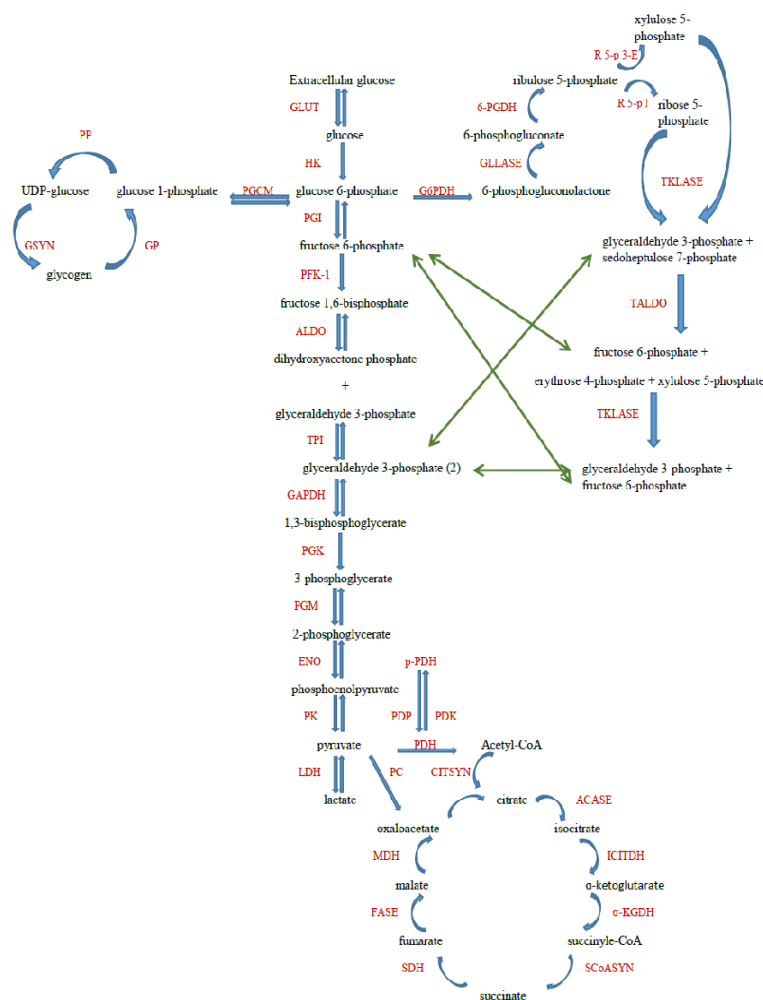 xylulose 5-
phosphate
R 5-p 3-E
Extracellular glucose
ribulose 5-phosphate
GLUT
6-PGDH
R 5-p I
ribose 5-
phosphate
glucose
6-phosphogluconate
PP
HK
GLLASE
TKLASE
UDP-glucose
glucose 1-phosphate
PGCM
glucose 6-phosphate
G6PDH
6-phosphogluconolactone
PGI
GSYN
GP
fructose 6-phosphate
glyceraldehyde 3-phosphate +
sedoheptulose 7-phosphate
glycogen
PFK-1
fructose 1,6-bisphosphate
TALDO
ALDO
dihydroxyacetone phosphate
fructose 6-phosphate +
+
erythrose 4-phosphate + xylulose 5-phosphate
glyceraldehyde 3-phosphate
TKLASE
TPI
glyceraldehyde 3-phosphate (2)
glyceraldehyde 3 phosphate +
fructose 6-phosphate
GAPDH
1,3-bisphosphoglycerate
PGK
3 phosphoglycerate
PGM
2-phosphoglycerate
ENO
p-PDH
phosphoenolpyruvate
PK
PDP
PDK
pyruvate
PDH
Acetyl-CoA
LDH
PC
CITSYN
lactate
citrate
ACASE
oxaloacetate
isocitrate
MDH
ICITDH
malate
α-ketoglutarate
FASE
α-KGDH
fumarate
succinyle-CoA
SDH
SCoASYN
succinate